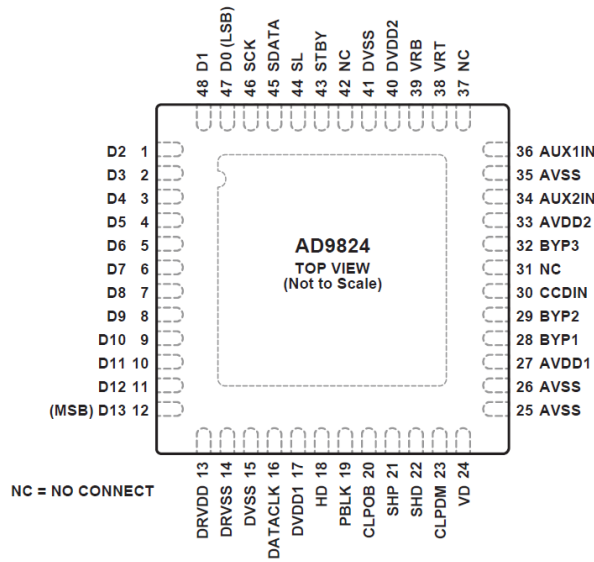 48 D1
47 D0 (LSB)
46 SCK
45 SDATA
44 SL
43 STBY
42 NC
41 DVSS
40 DVDD2
39 VRB
38 VRT
37 NC
D2 1
D3 2
D4 3
D5 4
D6 5
D7 6
D8 7
D9 8
D10 9
D11 10
D12 11
(MSB) D13 12
AD9824
TOP VIEW
(Not to Scale)
36 AUX1IN
35 AVSS
34 AUX2IN
33 AVDD2
32 BYP3
31 NC
30 CCDIN
29 BYP2
28 BYP1
27 AVDD1
26 AVSS
25 AVSS
DRVDD 13
DRVSS 14
DVSS 15
DATACLK 16
DVDD1 17
HD 18
PBLK 19
CLPOB 20
SHP 21
SHD 22
CLPDM 23
VD 24
NC = NO CONNECT